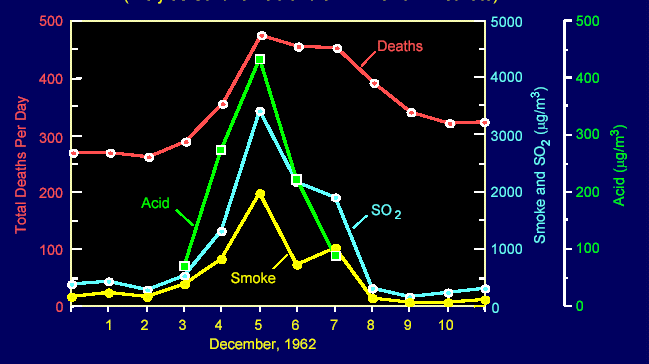 500
400
300
200
100
0
Total Deaths Per Day
Deaths
Acid
SO2
Smoke
1 2 3 4 5 6 7 8 9 10
December, 1962
5000
4000
3000
2000
1000
0
Smoke and SO2 (µg/m³)
500
400
300
200
100
0
Acid (µg/m³)